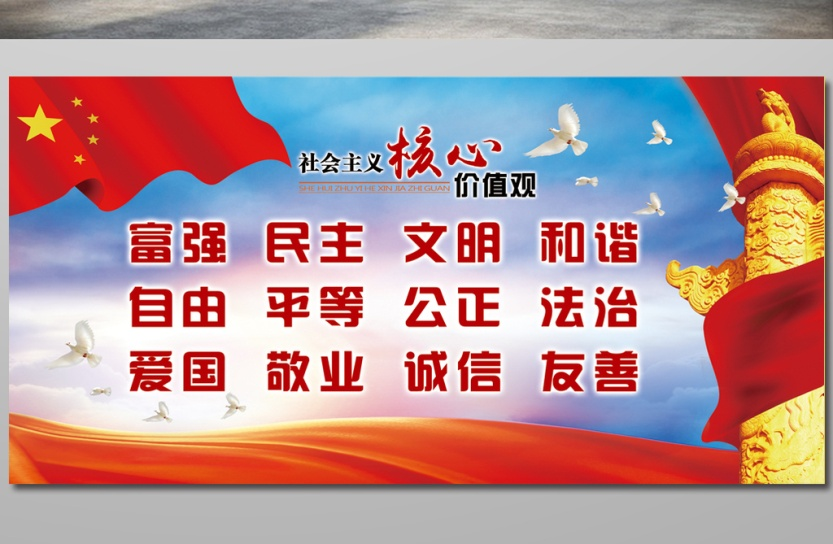 社会主义核心
SHE HUI ZHU YI HE XIN JIA ZHI GUAN
价值观
富强 民主 文明 和谐
自由 平等 公正 法治
爱国 敬业 诚信 友善